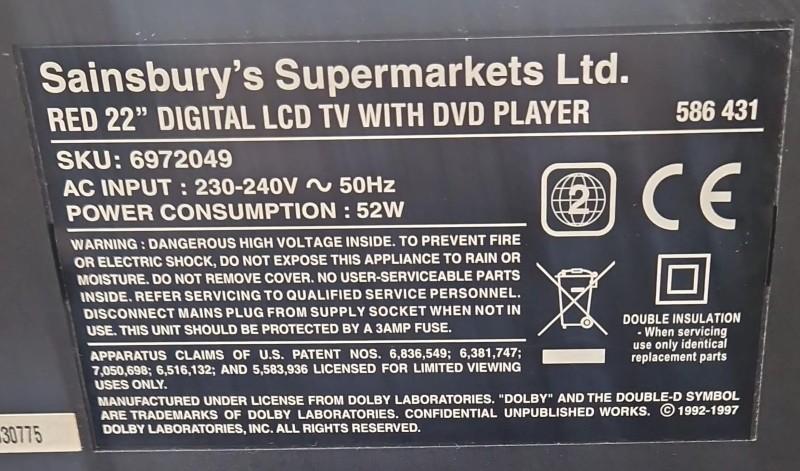 Sainsbury's Supermarkets Ltd.
RED 22" DIGITAL LCD TV WITH DVD PLAYER 586 431
SKU: 6972049
AC INPUT : 230-240V ∼ 50Hz
POWER CONSUMPTION : 52W
2 CE
WARNING : DANGEROUS HIGH VOLTAGE INSIDE. TO PREVENT FIRE
OR ELECTRIC SHOCK, DO NOT EXPOSE THIS APPLIANCE TO RAIN OR
MOISTURE. DO NOT REMOVE COVER. NO USER-SERVICEABLE PARTS
INSIDE. REFER SERVICING TO QUALIFIED SERVICE PERSONNEL.
DISCONNECT MAINS PLUG FROM SUPPLY SOCKET WHEN NOT IN
USE. THIS UNIT SHOULD BE PROTECTED BY A 3AMP FUSE.
DOUBLE INSULATION
- When servicing
use only identical
replacement parts
APPARATUS CLAIMS OF U.S. PATENT NOS. 6,836,549; 6,381,747;
7,050,698; 6,516,132; AND 5,583,936 LICENSED FOR LIMITED VIEWING
USES ONLY.
MANUFACTURED UNDER LICENSE FROM DOLBY LABORATORIES. "DOLBY" AND THE DOUBLE-D SYMBOL
ARE TRADEMARKS OF DOLBY LABORATORIES. CONFIDENTIAL UNPUBLISHED WORKS. © 1992-1997
DOLBY LABORATORIES, INC. ALL RIGHTS RESERVED.
30775